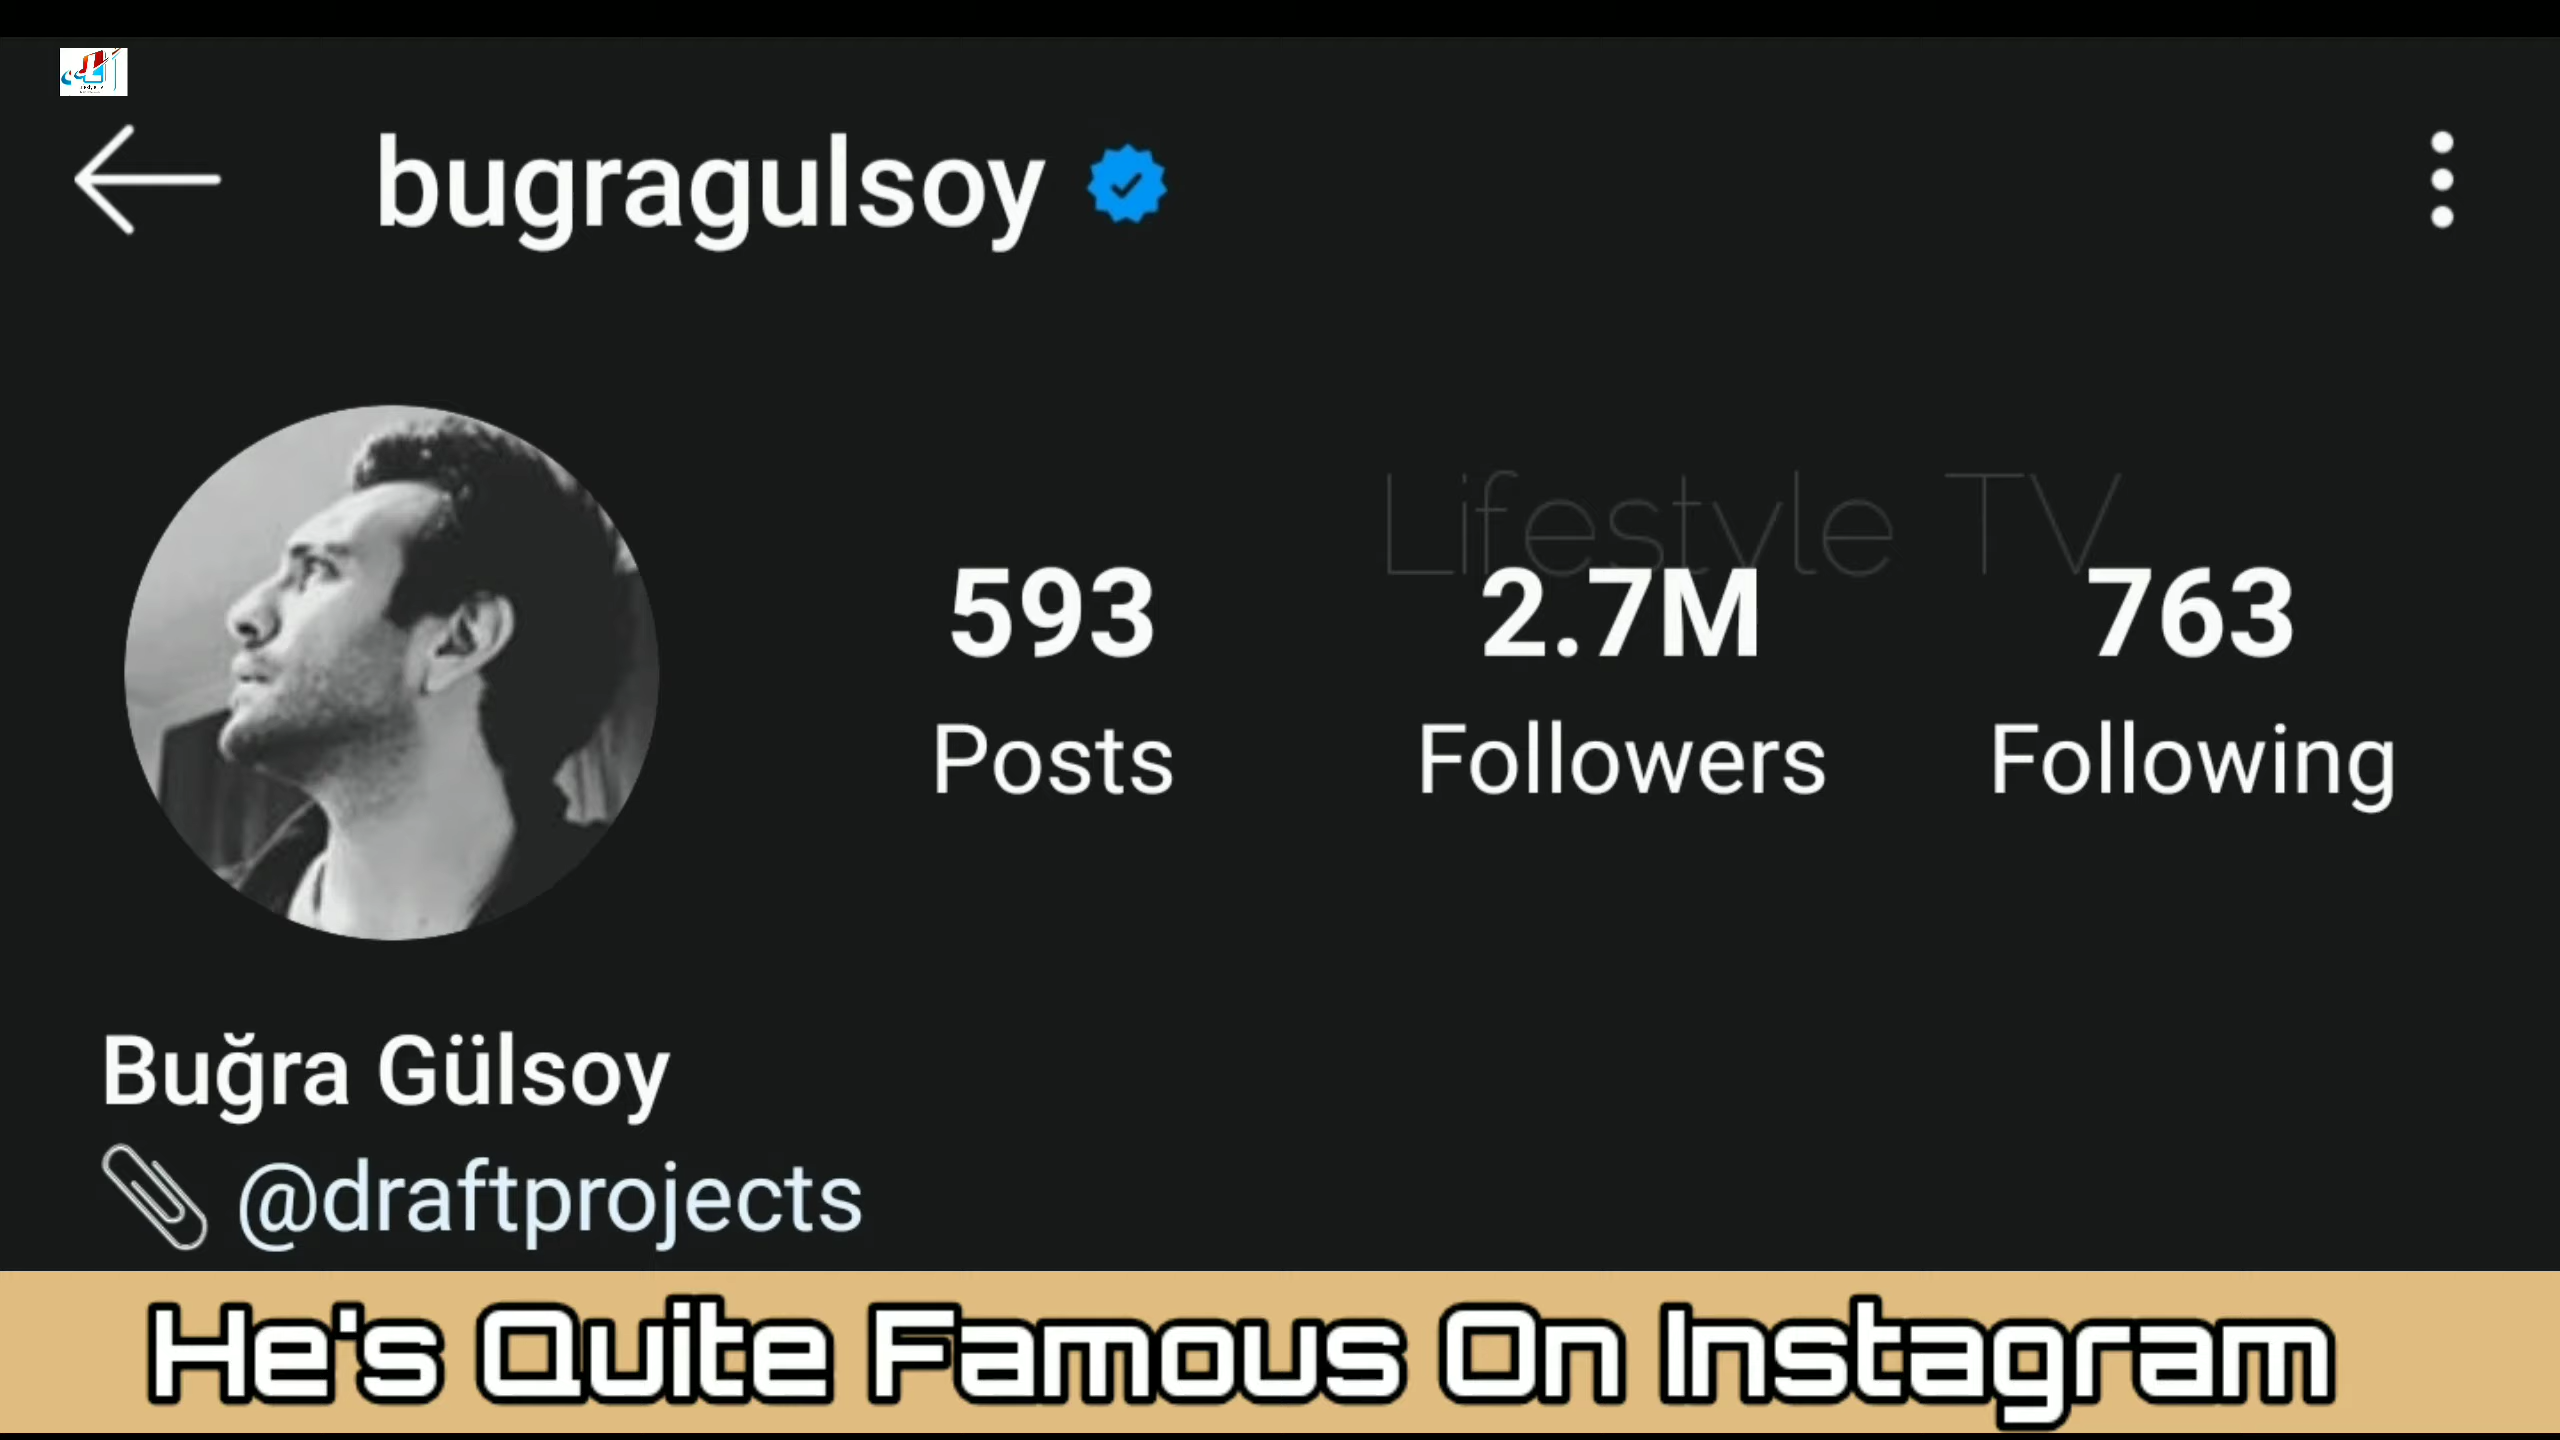 bugragulsoy
Lifestyle TV
593 2.7M 763
Posts Followers Following
Buğra Gülsoy
@draftprojects
He's Quite Famous On Instagram